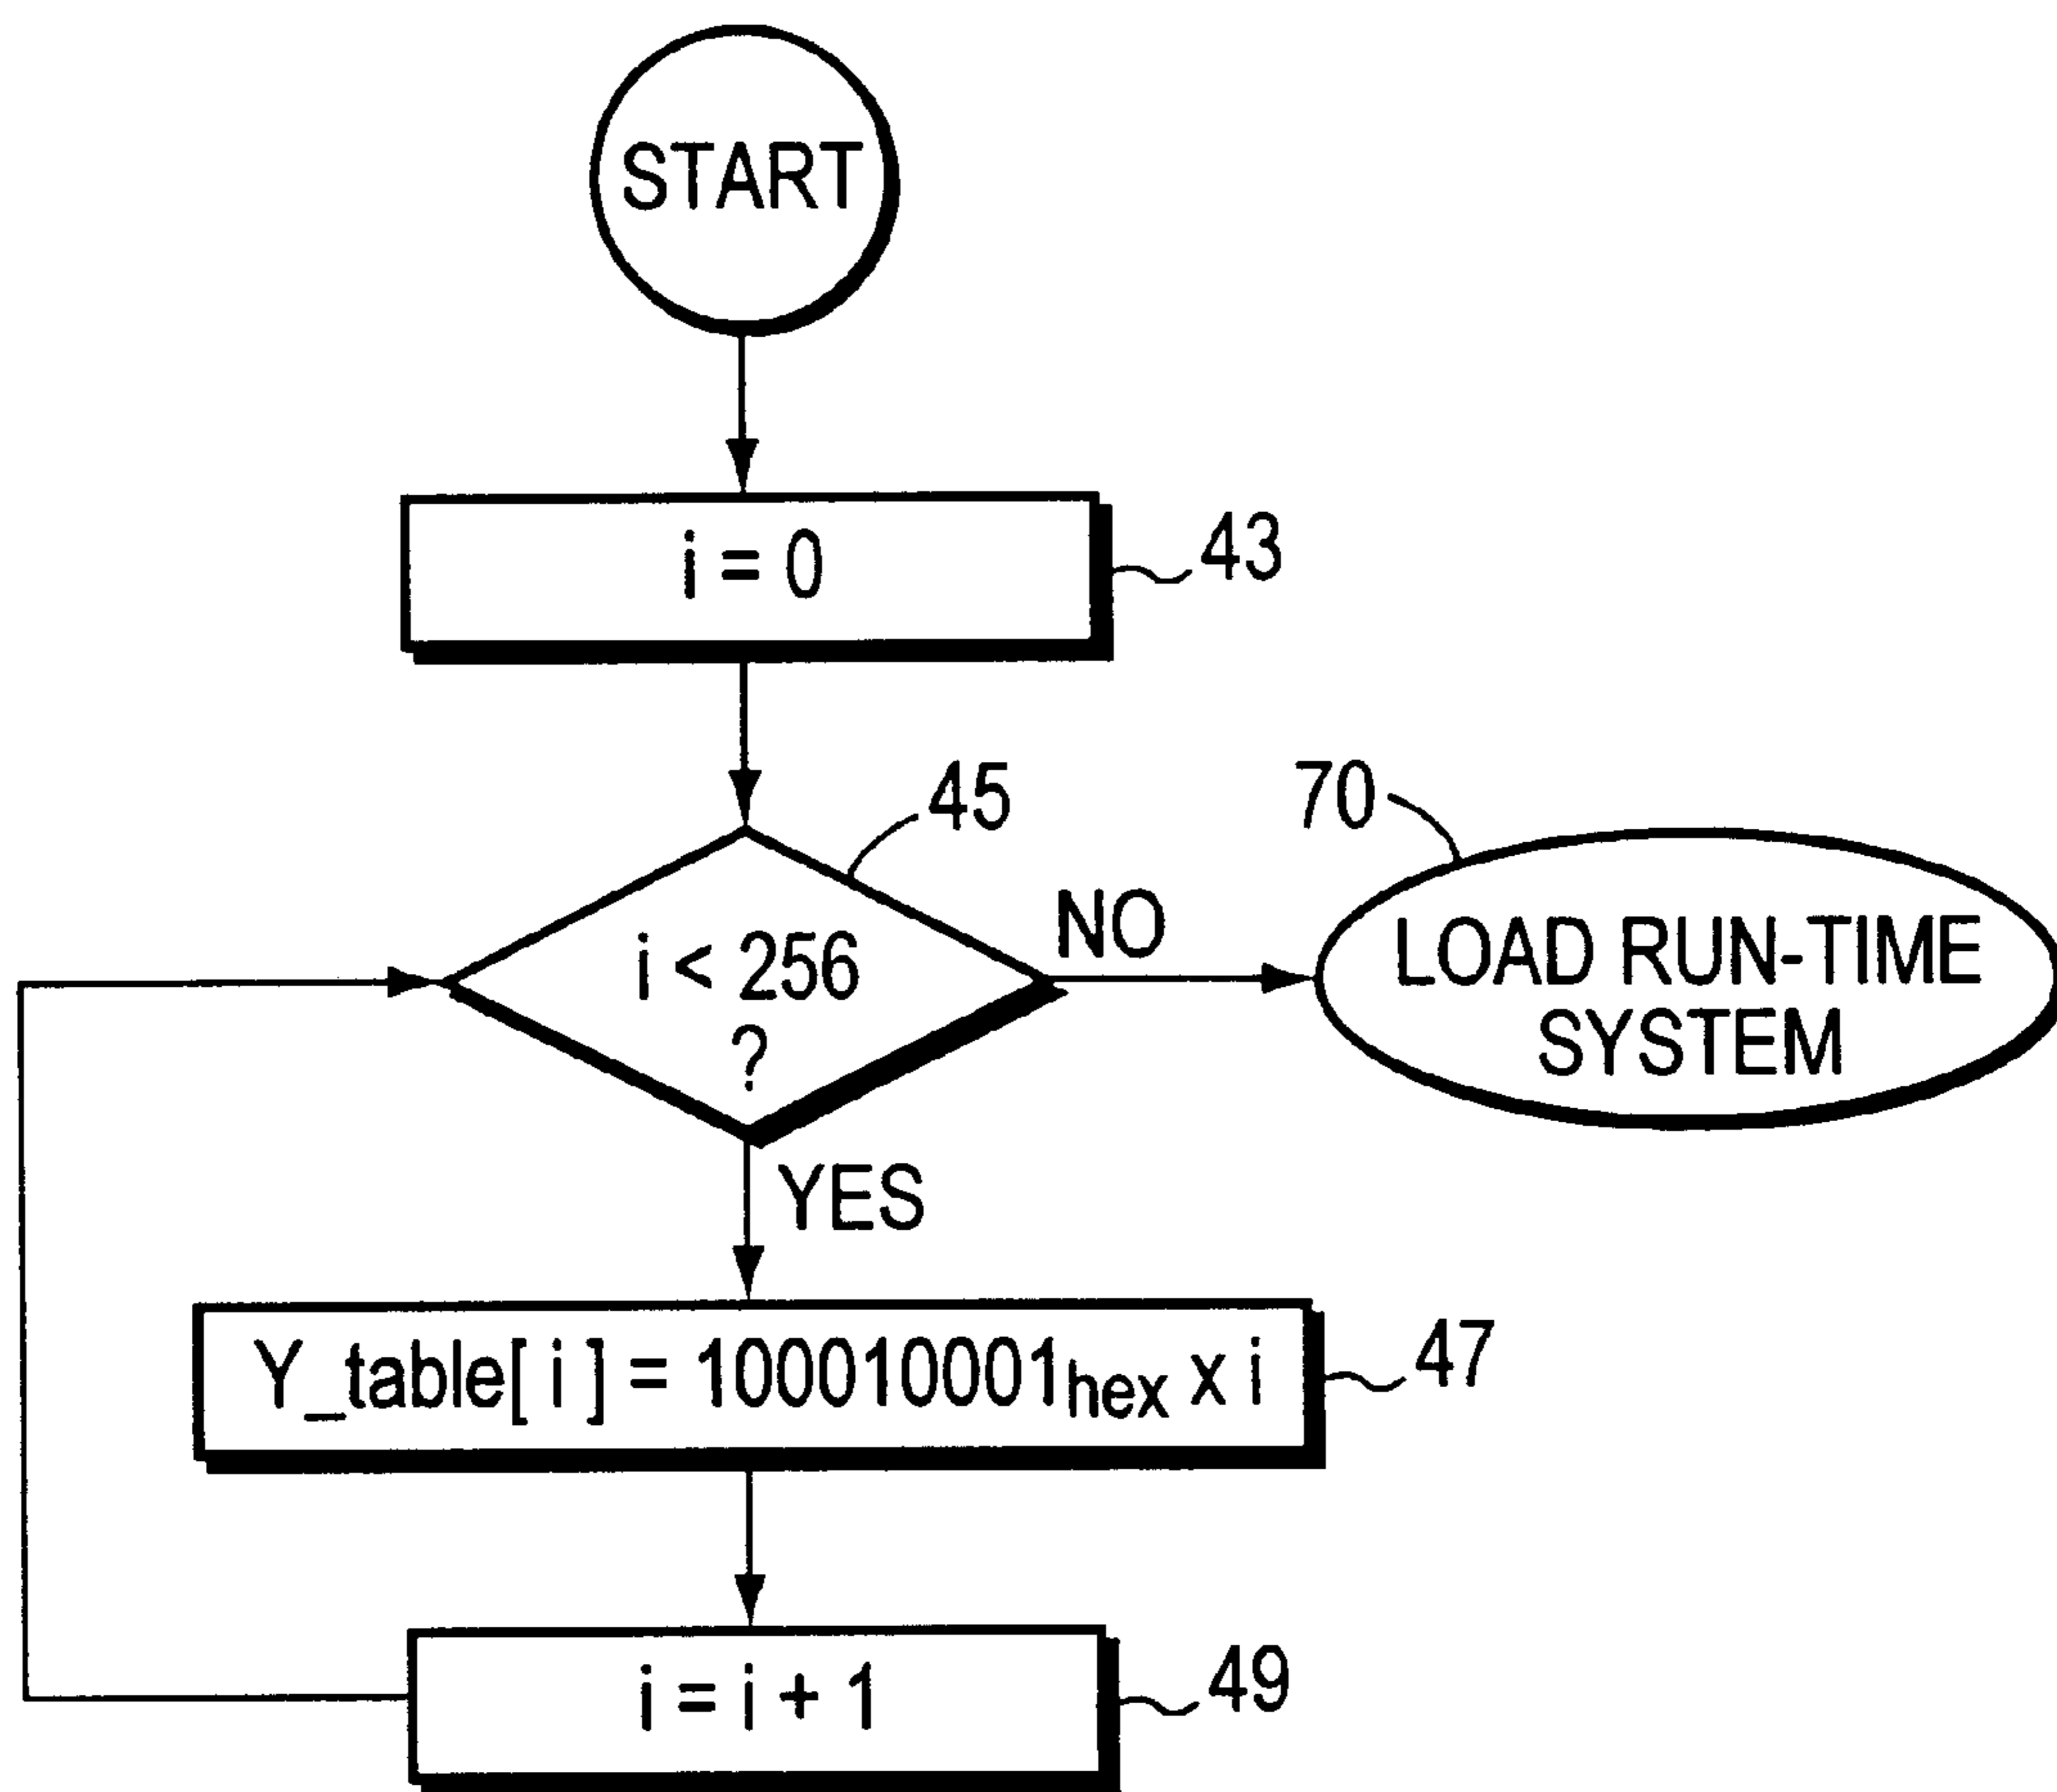 START
i = 0
43
45
70
i < 256
?
NO
LOAD RUN-TIME
SYSTEM
YES
Y_table[ i ] = 100010001hex x i
47
i = i + 1
49